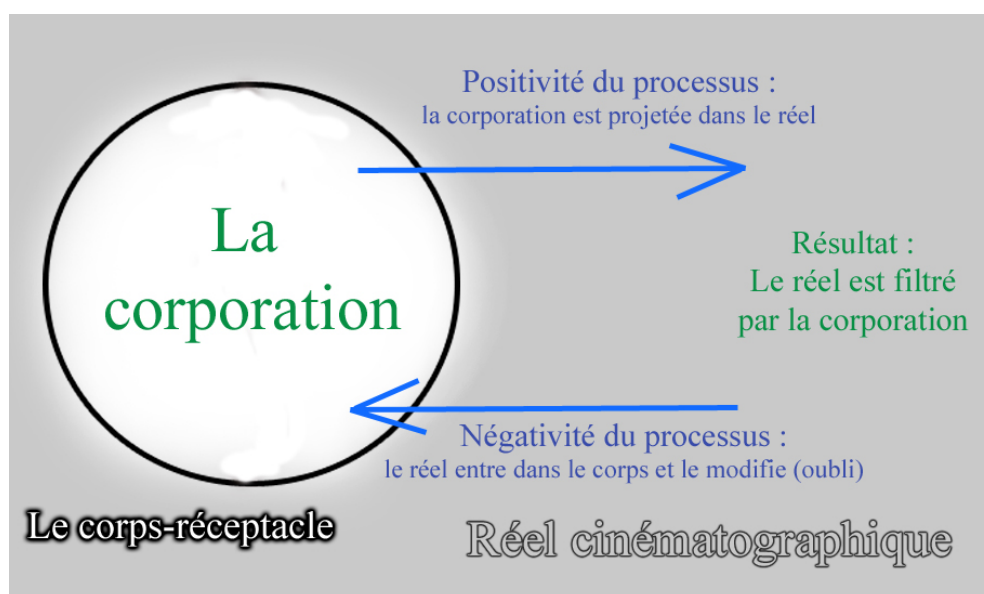 Positivité du processus :
la corporation est projetée dans le réel
La
corporation
Résultat :
Le réel est filtré
par la corporation
Négativité du processus :
le réel entre dans le corps et le modifie (oubli)
Le corps-réceptacle
Réel cinématographique